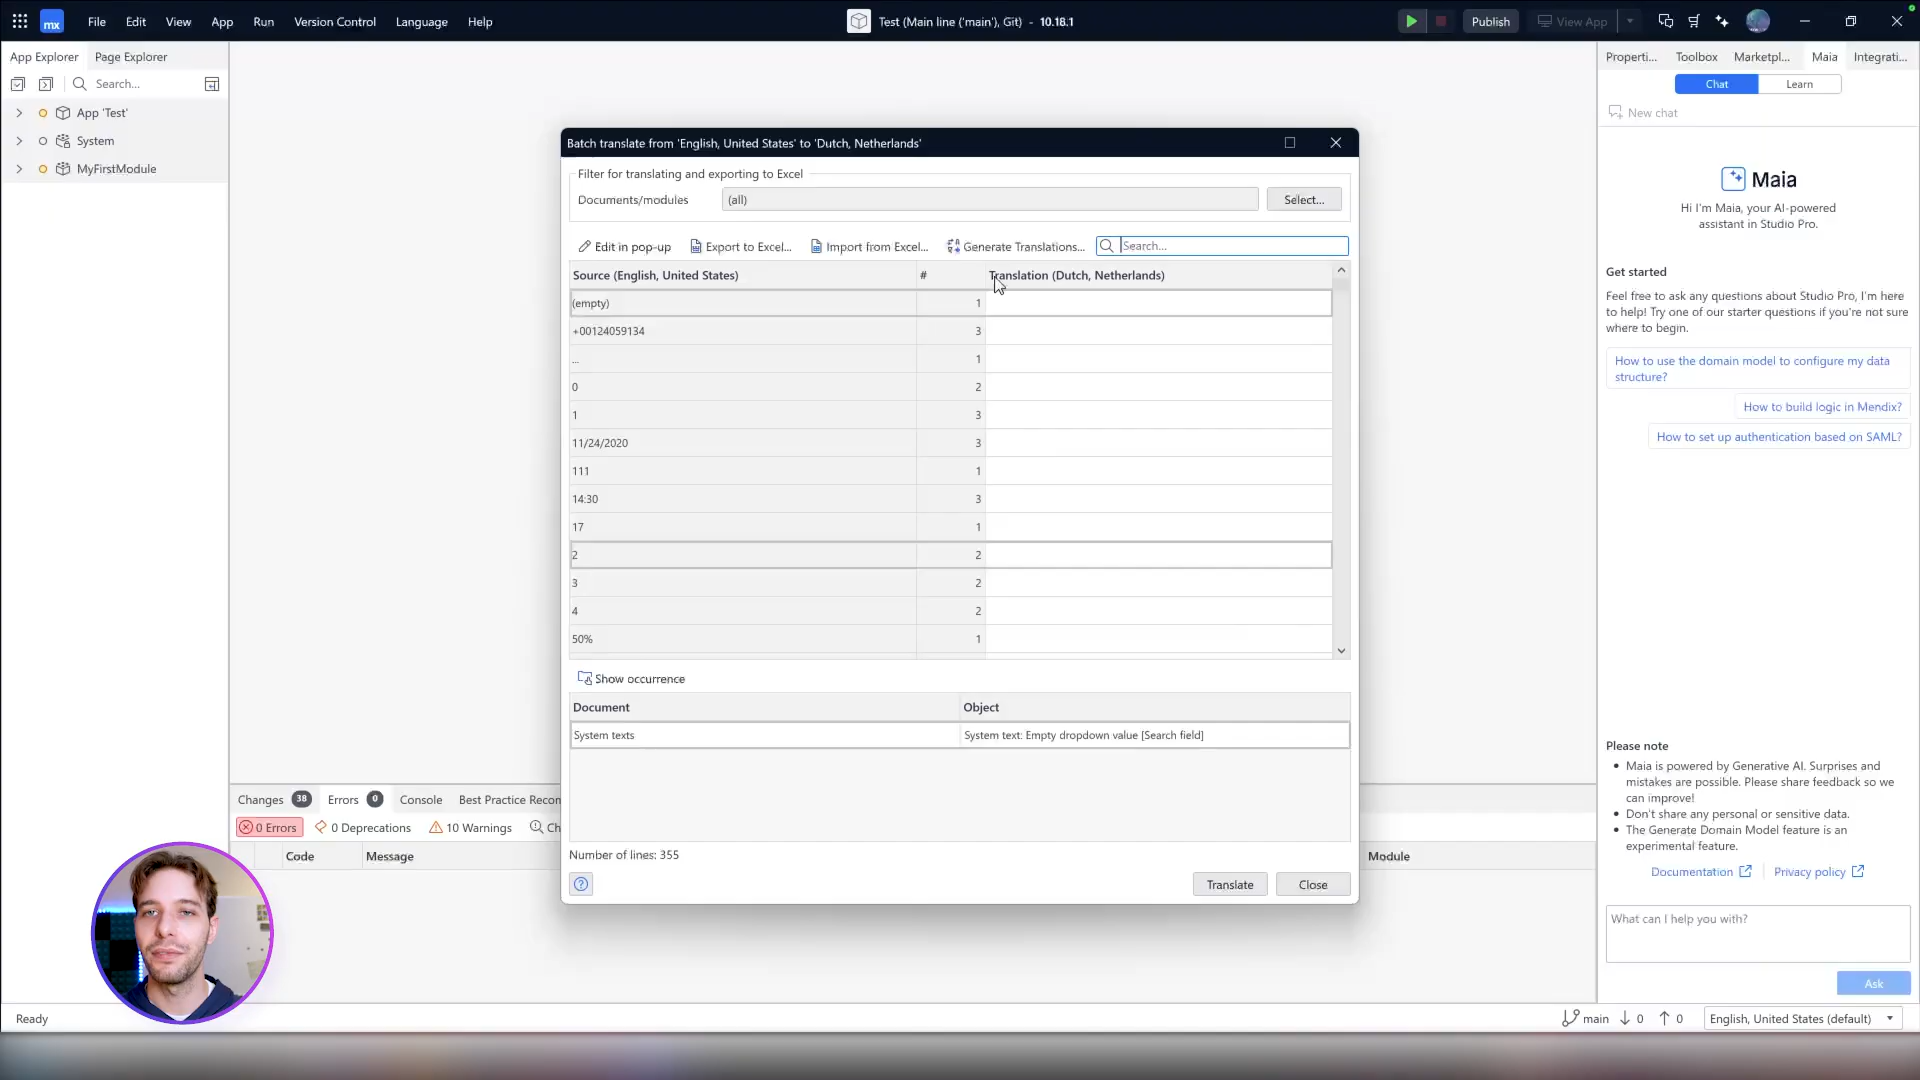 mx File Edit View App Run Version Control Language Help
Test (Main line ('main'), Git) - 10.18.1
Publish View App
App Explorer Page Explorer
Search...
App 'Test'
System
MyFirstModule
Batch translate from 'English, United States' to 'Dutch, Netherlands'
Filter for translating and exporting to Excel
Documents/modules (all) Select...
Edit in pop-up Export to Excel... Import from Excel... Generate Translations... Search...
Source (English, United States) # Translation (Dutch, Netherlands)
(empty) 1
+00124059134 3
... 1
0 2
1 3
11/24/2020 3
111 1
14:30 3
17 1
2 2
3 2
4 2
50% 1
Show occurrence
Document Object
System texts System text: Empty dropdown value [Search field]
Number of lines: 355
? Translate Close
Changes 38 Errors 0 Console Best Practice Recon
0 Errors 0 Deprecations 10 Warnings Ch
Code Message Module
Properti... Toolbox Marketpl... Maia Integrati...
Chat Learn
New chat
Maia
Hi I'm Maia, your AI-powered
assistant in Studio Pro.
Get started
Feel free to ask any questions about Studio Pro, I'm here
to help! Try one of our starter questions if you're not sure
where to begin.
How to use the domain model to configure my data
structure?
How to build logic in Mendix?
How to set up authentication based on SAML?
Please note
• Maia is powered by Generative AI. Surprises and
mistakes are possible. Please share feedback so we
can improve!
• Don't share any personal or sensitive data.
• The Generate Domain Model feature is an
experimental feature.
Documentation Privacy policy
What can I help you with?
Ask
Ready main 0 0 English, United States (default)